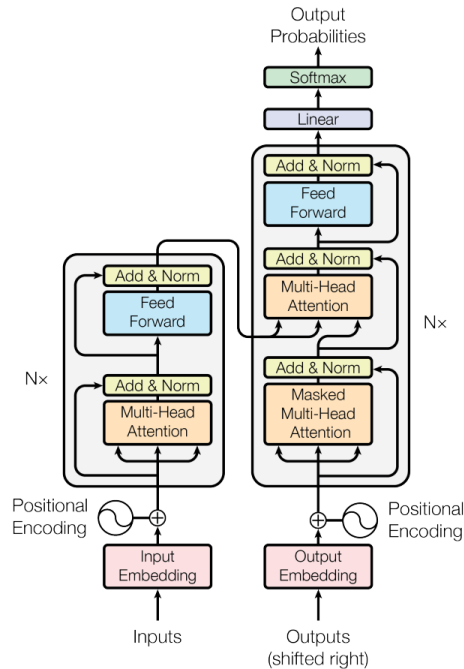 Output
Probabilities
Softmax
Linear
Add & Norm
Feed
Forward
Add & Norm
Multi-Head
Attention
Add & Norm
Masked
Multi-Head
Attention
Nx
Add & Norm
Feed
Forward
Add & Norm
Multi-Head
Attention
Nx
Positional
Encoding
Input
Embedding
Inputs
Positional
Encoding
Output
Embedding
Outputs
(shifted right)